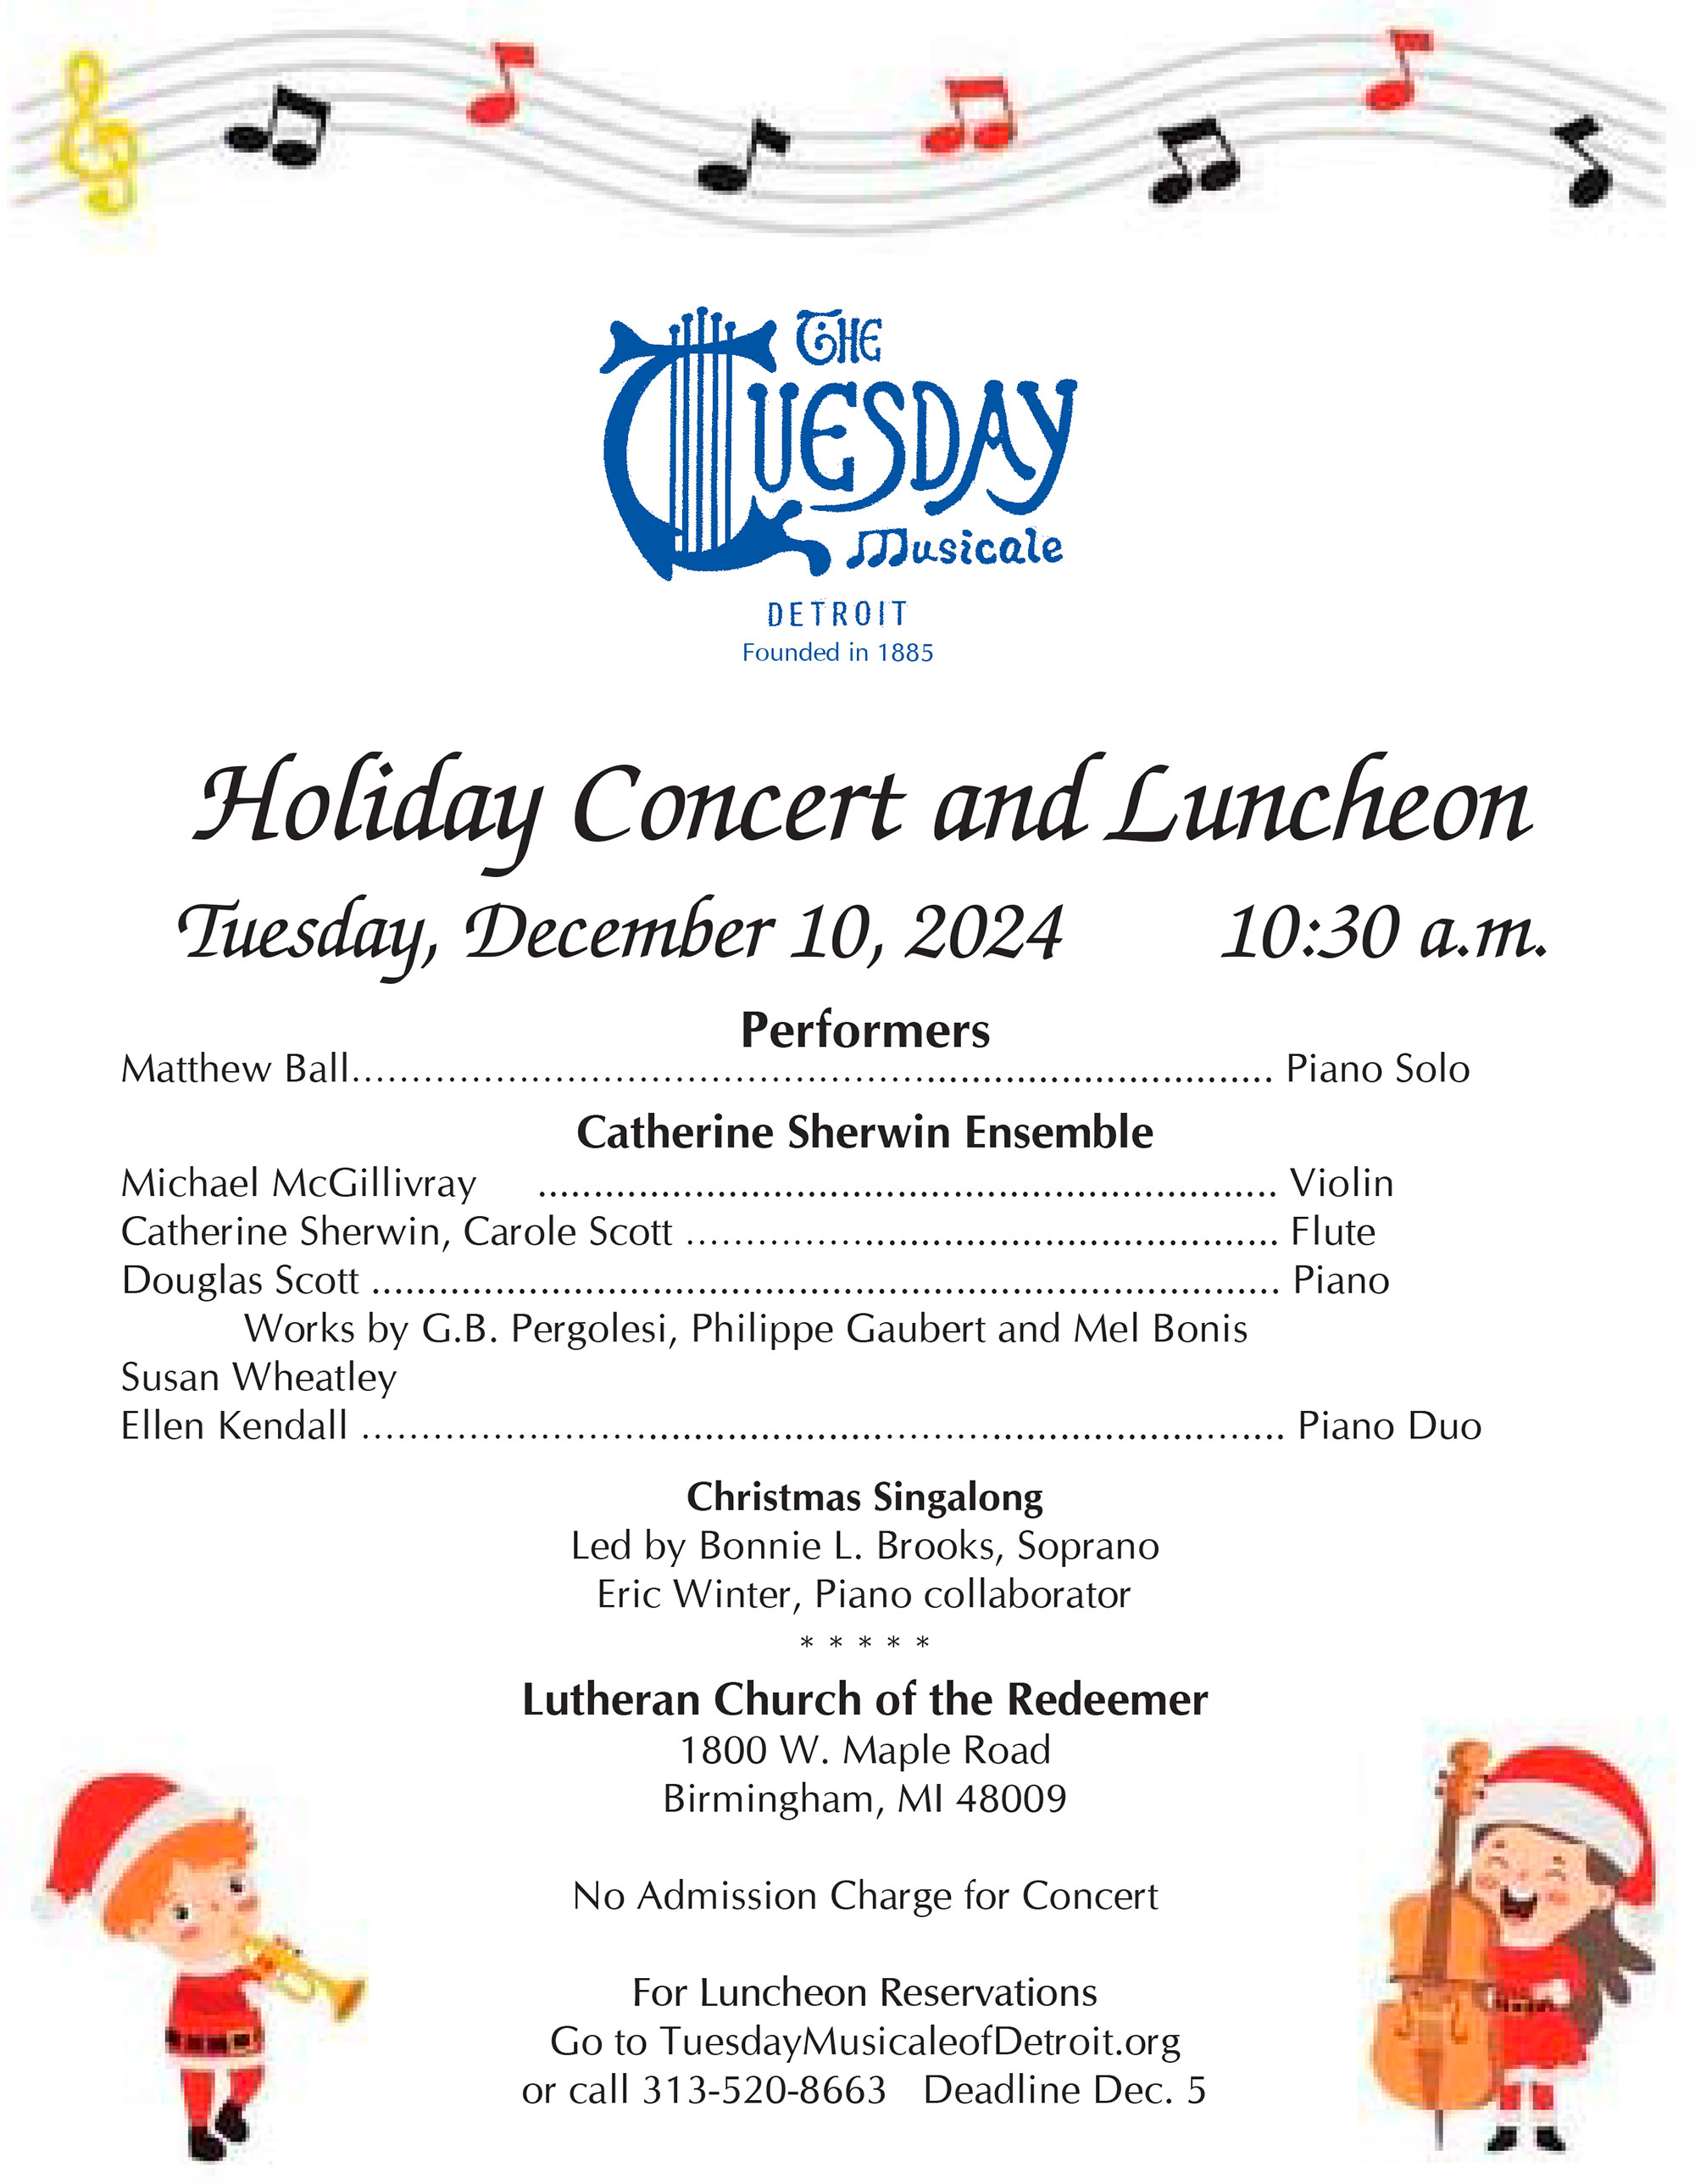 THE
TUESDAY
Musicale
DETROIT
Founded in 1885
Holiday Concert and Luncheon
Tuesday, December 10, 2024 10:30 a.m.
Performers
Matthew Ball.............................................................................. Piano Solo
Catherine Sherwin Ensemble
Michael McGillivray .................................................................. Violin
Catherine Sherwin, Carole Scott ..................................................... Flute
Douglas Scott ................................................................................. Piano
Works by G.B. Pergolesi, Philippe Gaubert and Mel Bonis
Susan Wheatley
Ellen Kendall .................................................................................. Piano Duo
Christmas Singalong
Led by Bonnie L. Brooks, Soprano
Eric Winter, Piano collaborator
* * * * *
Lutheran Church of the Redeemer
1800 W. Maple Road
Birmingham, MI 48009
No Admission Charge for Concert
For Luncheon Reservations
Go to TuesdayMusicaleofDetroit.org
or call 313-520-8663 Deadline Dec. 5